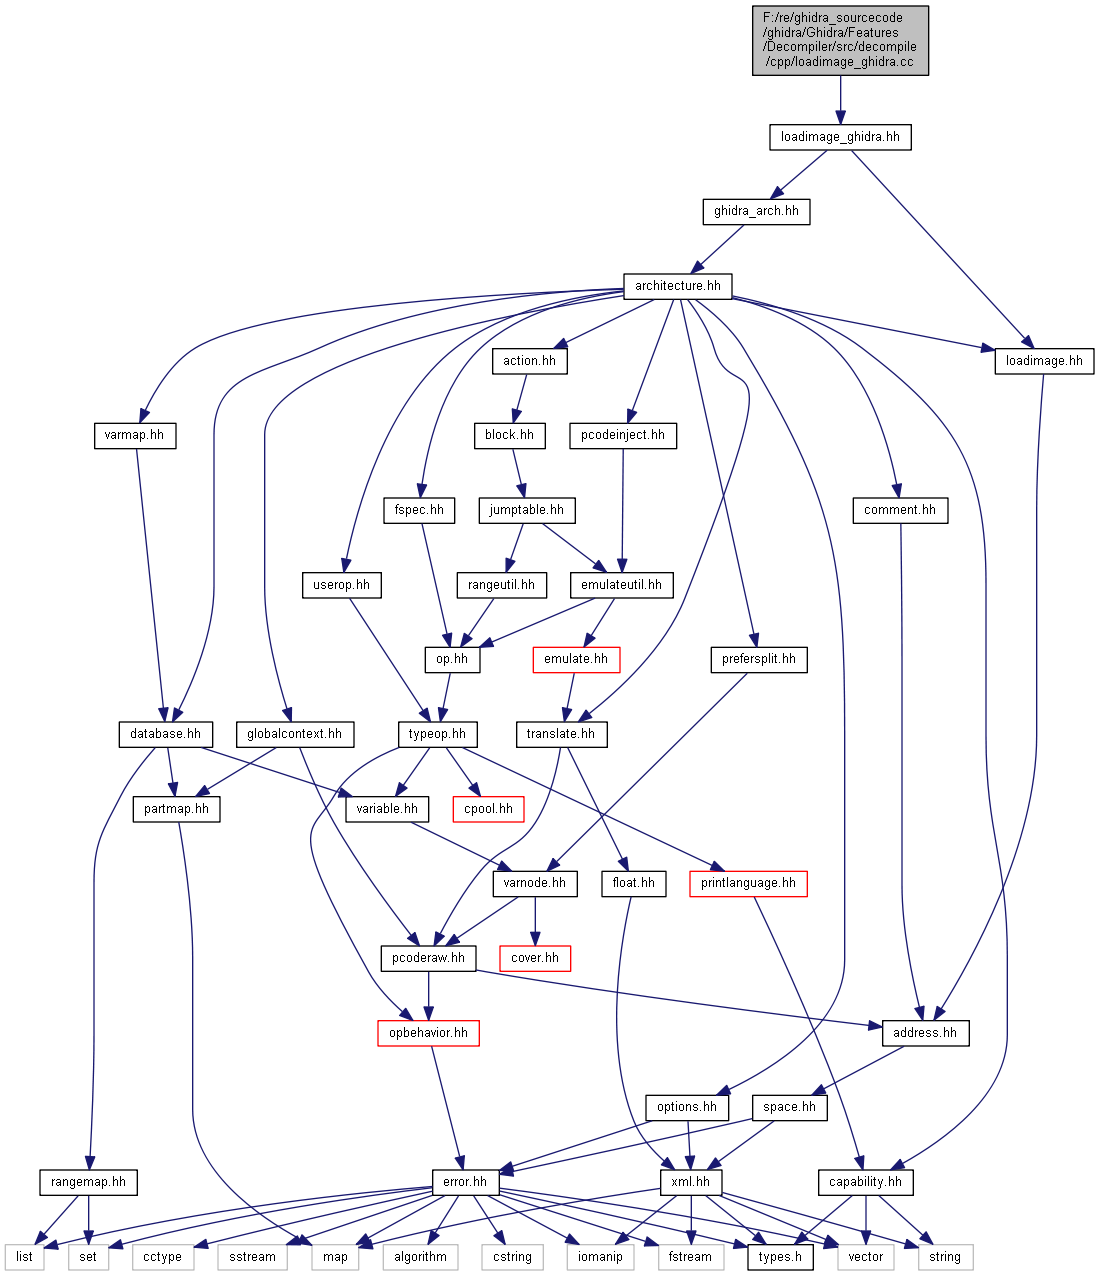 F:/re/ghidra_sourcecode
/ghidra/Ghidra/Features
/Decompiler/src/decompile
/cpp/loadimage_ghidra.cc
loadimage_ghidra.hh
ghidra_arch.hh
architecture.hh
action.hh
loadimage.hh
varmap.hh
block.hh
pcodeinject.hh
fspec.hh
jumptable.hh
comment.hh
userop.hh
rangeutil.hh
emulateutil.hh
op.hh
emulate.hh
prefersplit.hh
database.hh
globalcontext.hh
typeop.hh
translate.hh
partmap.hh
variable.hh
cpool.hh
varnode.hh
float.hh
printlanguage.hh
pcoderaw.hh
cover.hh
opbehavior.hh
address.hh
options.hh
space.hh
rangemap.hh
error.hh
xml.hh
capability.hh
list
set
cctype
sstream
map
algorithm
cstring
iomanip
fstream
types.h
vector
string